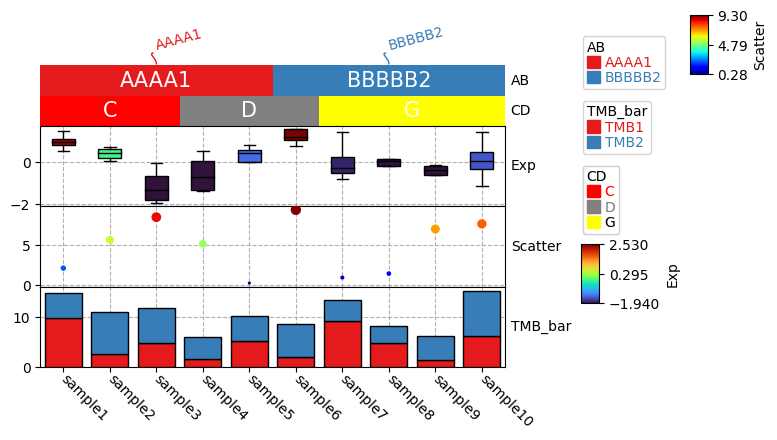 AAAA1
BBBBB2
AAAA1 BBBBB2 AB
C D G CD
0
−2
Exp
5
0
Scatter
10
0
TMB_bar
sample1 sample2 sample3 sample4 sample5 sample6 sample7 sample8 sample9 sample10
AB
AAAA1
BBBBB2
TMB_bar
TMB1
TMB2
CD
C
D
G
2.530
0.295
−1.940
Exp
9.30
4.79
0.28
Scatter